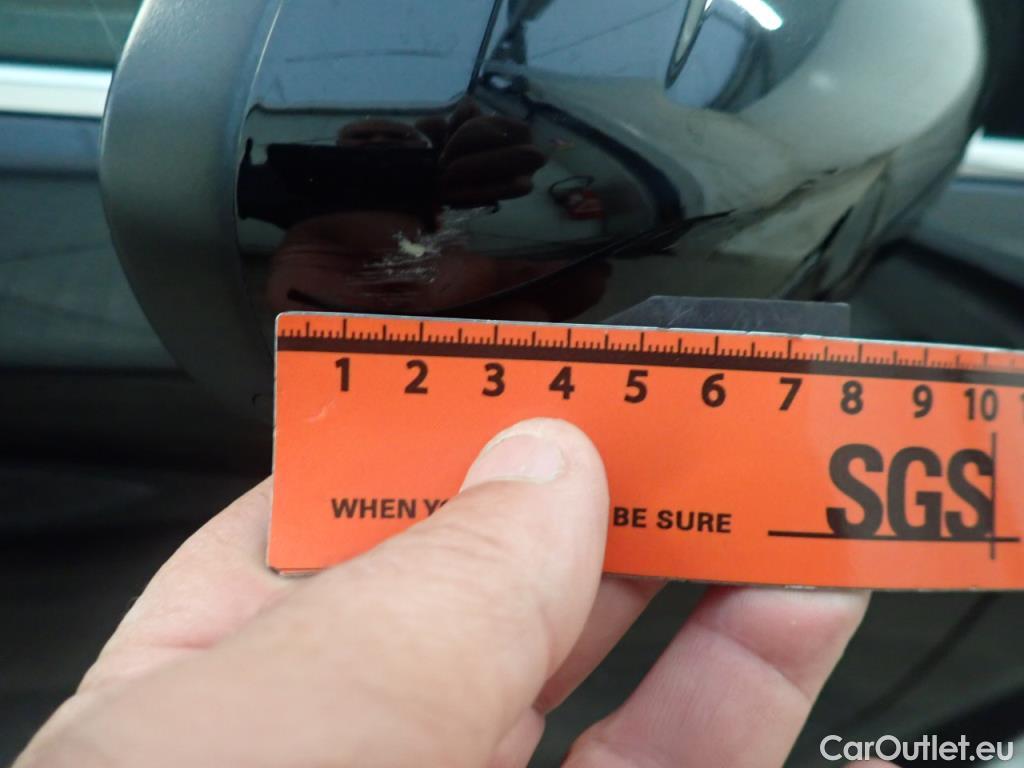 1 2 3 4 5 6 7 8 9 10
SGS
WHEN BE SURE
CarOutlet.eu